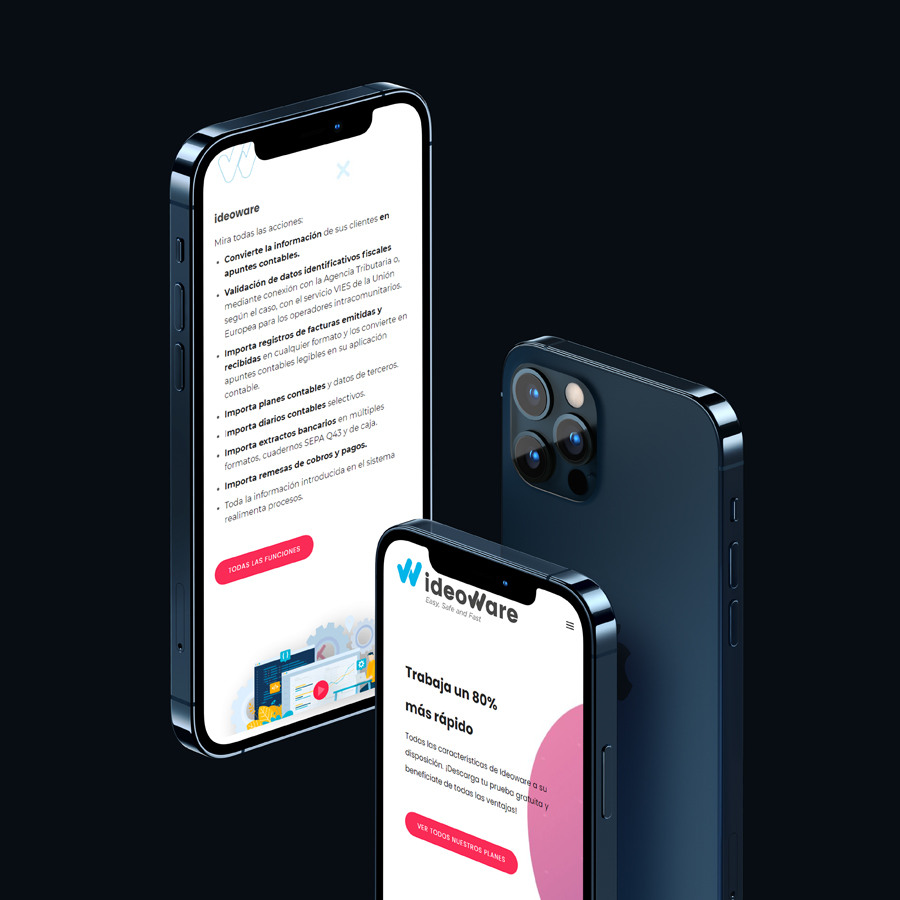 ideoware
Mira todas las acciones:
• Convierte la información de sus clientes en
apuntes contables.
• Validación de datos identificativos fiscales
mediante conexión con la Agencia Tributaria o,
según el caso, con el servicio VIES de la Unión
Europea para los operadores intracomunitarios.
• Importa registros de facturas emitidas y
recibidas en cualquier formato y los convierte en
apuntes contables legibles en su aplicación
contable.
• Importa planes contables y datos de terceros.
• Importa diarios contables selectivos.
• Importa extractos bancarios en múltiples
formatos, cuadernos SEPA Q43 y de caja.
• Importa remesas de cobros y pagos.
• Toda la información introducida en el sistema
realimenta procesos.
TODAS LAS FUNCIONES
ideoware
Easy, Safe and Fast
Trabaja un 80%
más rápido
Todas las características de Ideoware a su
disposición. ¡Descarga tu prueba gratuita y
benefíciate de todas las ventajas!
VER TODOS NUESTROS PLANES